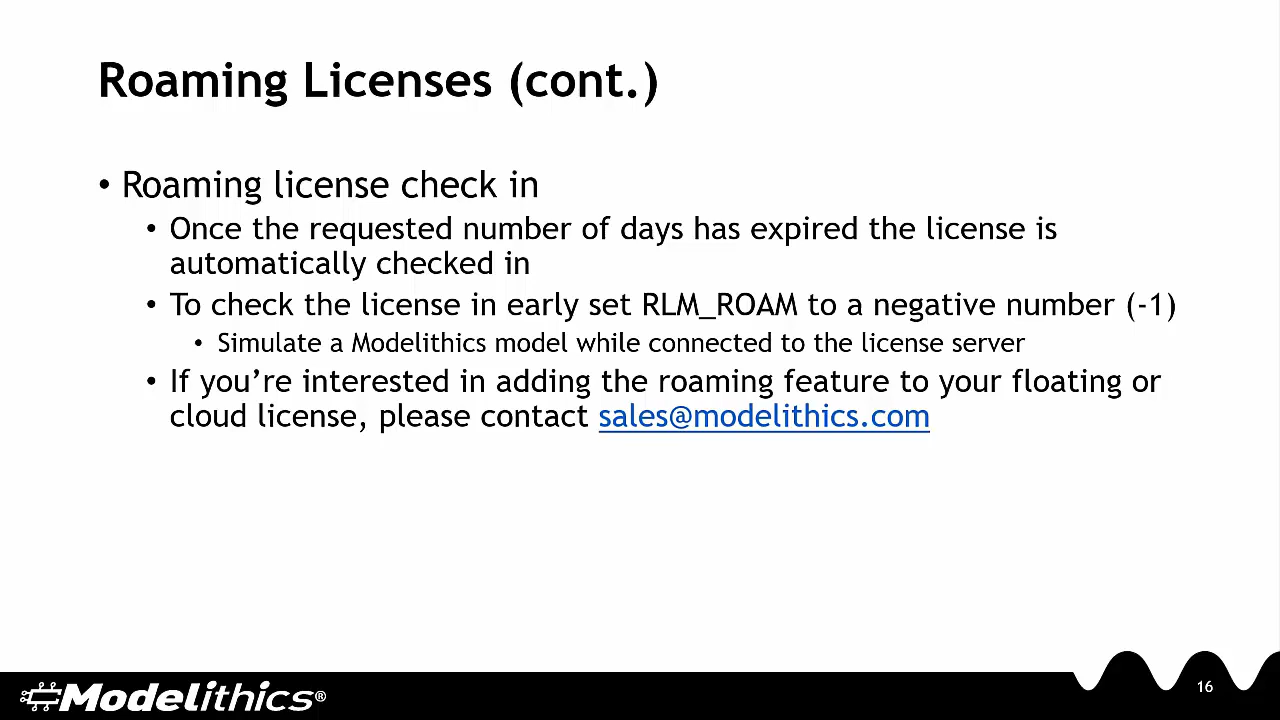 Roaming Licenses (cont.)
• Roaming license check in
• Once the requested number of days has expired the license is
automatically checked in
• To check the license in early set RLM_ROAM to a negative number (-1)
• Simulate a Modelithics model while connected to the license server
• If you’re interested in adding the roaming feature to your floating or
cloud license, please contact sales@modelithics.com
Modelithics®
16